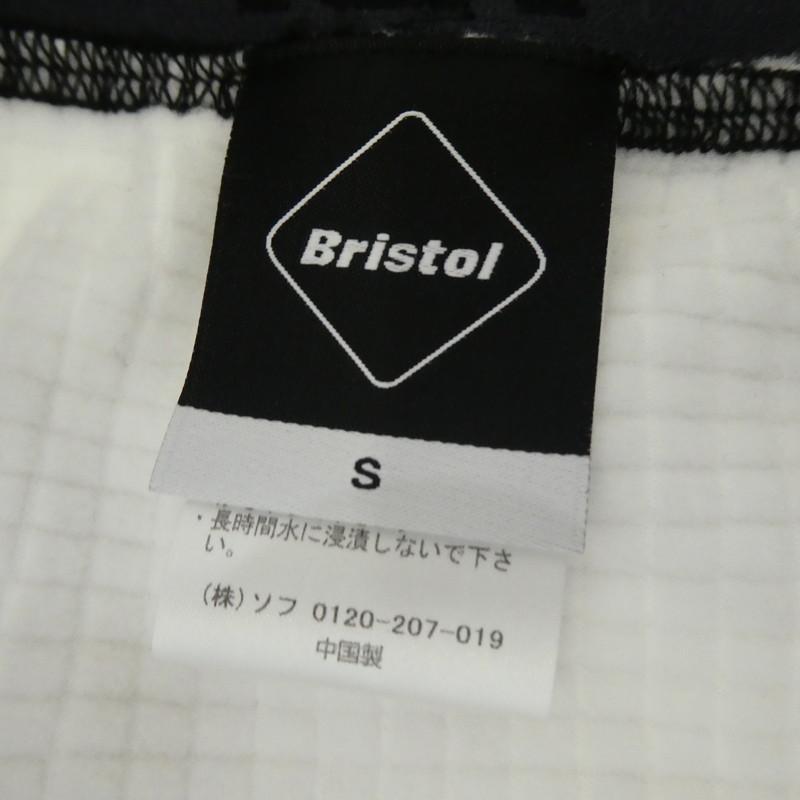 Bristol
S
・長時間水に浸漬しないで下さ
い。
(株)ソフ 0120-207-019
中国製